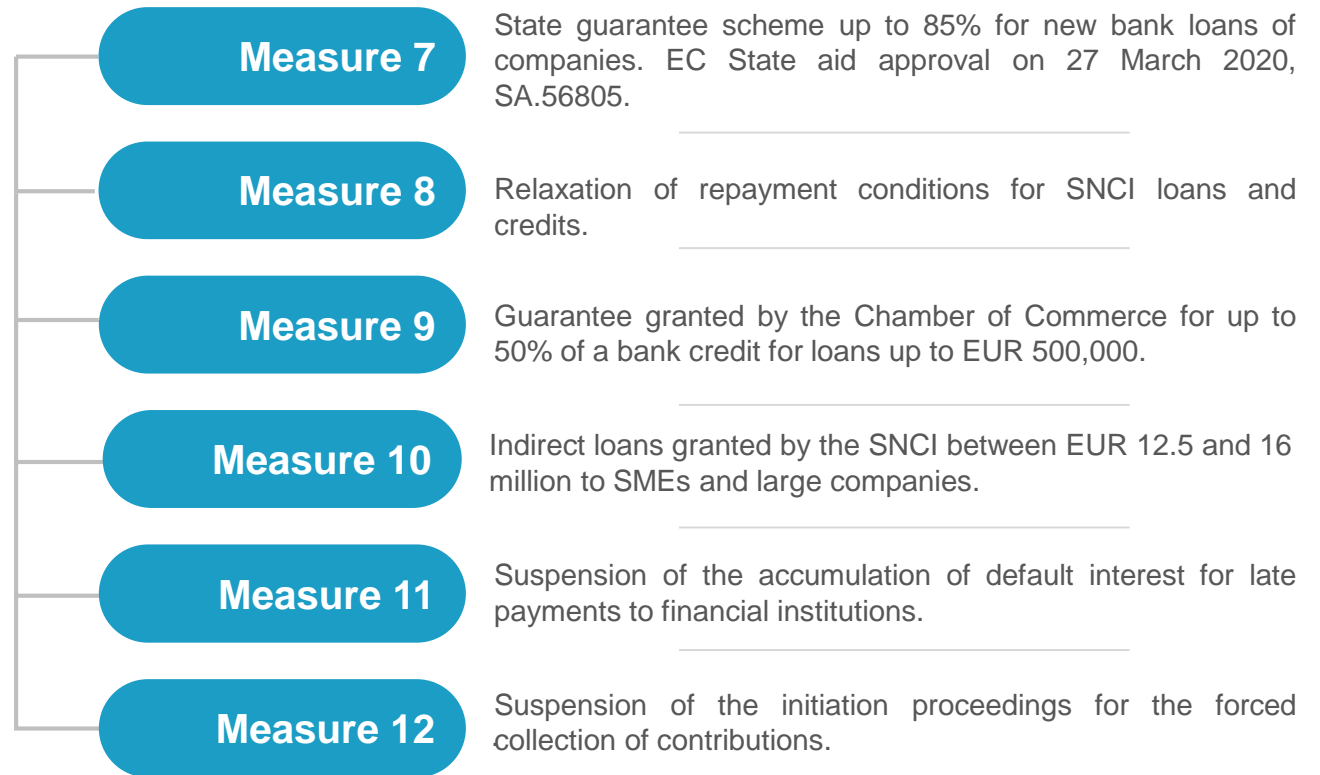 Measure 7
State guarantee scheme up to 85% for new bank loans of
companies. EC State aid approval on 27 March 2020,
SA.56805.
Measure 8
Relaxation of repayment conditions for SNCI loans and
credits.
Measure 9
Guarantee granted by the Chamber of Commerce for up to
50% of a bank credit for loans up to EUR 500,000.
Measure 10
Indirect loans granted by the SNCI between EUR 12.5 and 16
million to SMEs and large companies.
Measure 11
Suspension of the accumulation of default interest for late
payments to financial institutions.
Measure 12
Suspension of the initiation proceedings for the forced
collection of contributions.